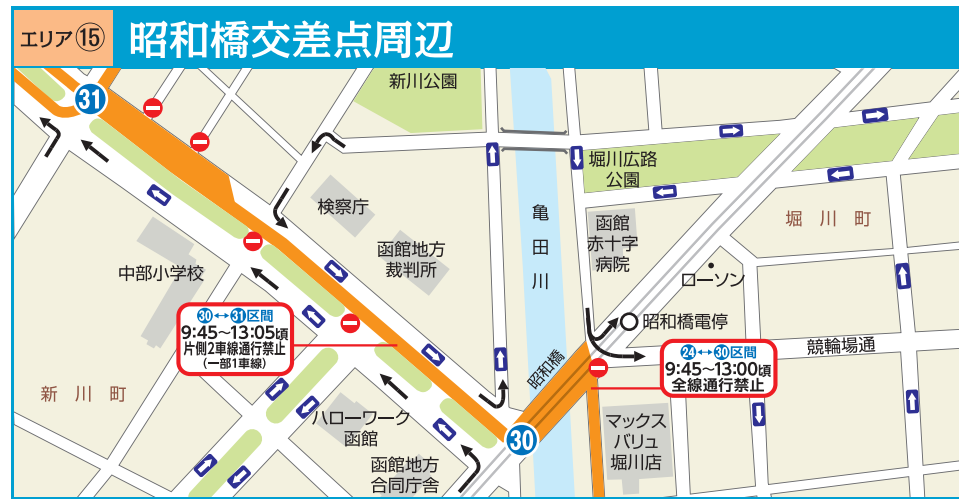 エリア⑮
昭和橋交差点周辺
31
新川公園
堀川広路
公園
検察庁
亀田川
函館
赤十字
病院
堀川町
函館地方
裁判所
中部小学校
ローソン
30↔31区間
9:45～13:05頃
片側2車線通行禁止
(一部1車線)
昭和橋電停
競輪場通
昭和橋
24↔30区間
9:45～13:00頃
全線通行禁止
新川町
ハローワーク
函館
30
マックス
バリュ
堀川店
函館地方
合同庁舎